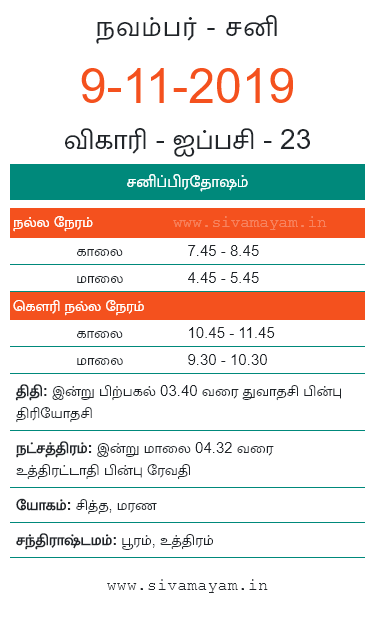 நவம்பர் - சனி
9-11-2019
விகாரி - ஐப்பசி - 23
சனிப்பிரதோஷம்
நல்ல நேரம் www.sivamayam.in
காலை 7.45 - 8.45
மாலை 4.45 - 5.45
கௌரி நல்ல நேரம்
காலை 10.45 - 11.45
மாலை 9.30 - 10.30
திதி: இன்று பிற்பகல் 03.40 வரை துவாதசி பின்பு
திரியோதசி
நட்சத்திரம்: இன்று மாலை 04.32 வரை
உத்திரட்டாதி பின்பு ரேவதி
யோகம்: சித்த, மரண
சந்திராஷ்டமம்: பூரம், உத்திரம்
www.sivamayam.in